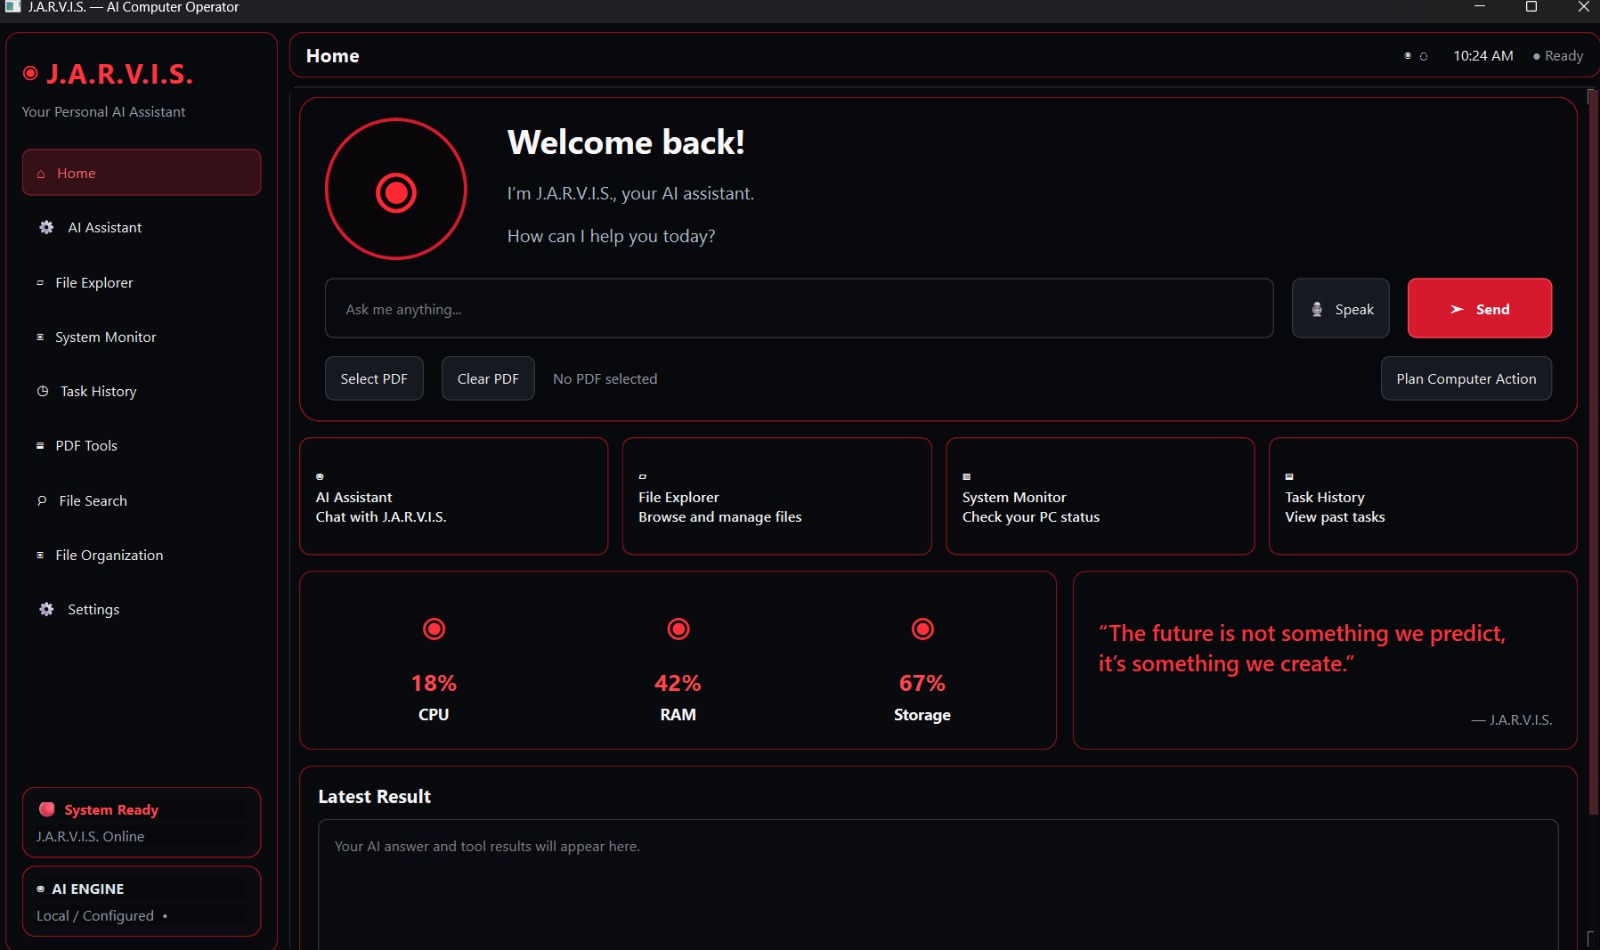 J.A.R.V.I.S. — AI Computer Operator
J.A.R.V.I.S.
Your Personal AI Assistant
Home
AI Assistant
File Explorer
System Monitor
Task History
PDF Tools
File Search
File Organization
Settings
System Ready
J.A.R.V.I.S. Online
AI ENGINE
Local / Configured •
Home
10:24 AM
Ready
Welcome back!
I’m J.A.R.V.I.S., your AI assistant.
How can I help you today?
Ask me anything...
Speak
Send
Select PDF
Clear PDF
No PDF selected
Plan Computer Action
AI Assistant
Chat with J.A.R.V.I.S.
File Explorer
Browse and manage files
System Monitor
Check your PC status
Task History
View past tasks
18%
CPU
42%
RAM
67%
Storage
“The future is not something we predict,
it’s something we create.”
— J.A.R.V.I.S.
Latest Result
Your AI answer and tool results will appear here.